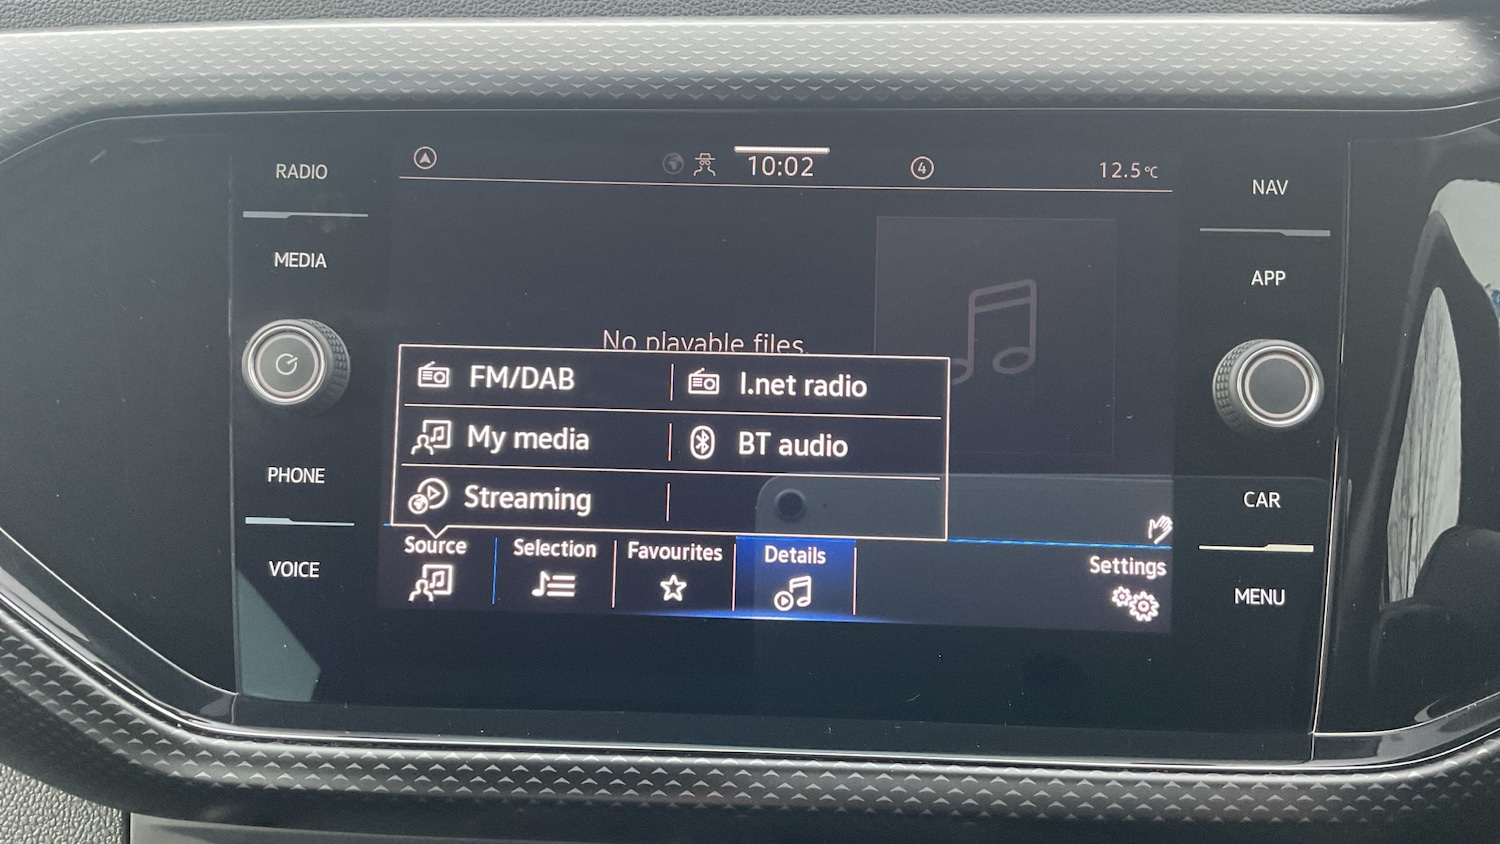 RADIO
MEDIA
PHONE
VOICE
10:02
4
12.5°C
No playable files.
FM/DAB
I.net radio
My media
BT audio
Streaming
Source
Selection
Favourites
Details
Settings
NAV
APP
CAR
MENU